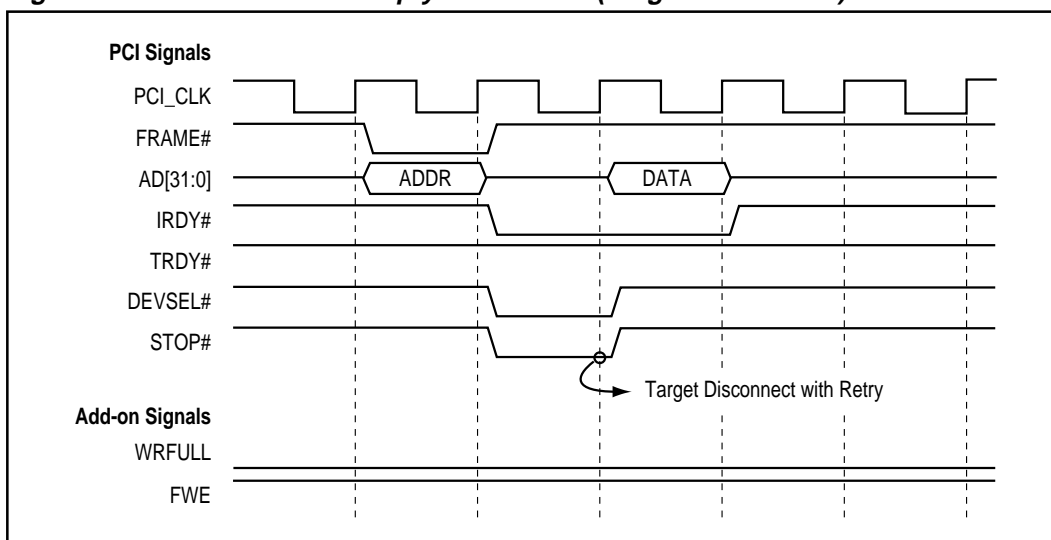 PCI Signals
PCI_CLK
FRAME#
AD[31:0] ADDR DATA
IRDY#
TRDY#
DEVSEL#
STOP#
Target Disconnect with Retry
Add-on Signals
WRFULL
FWE